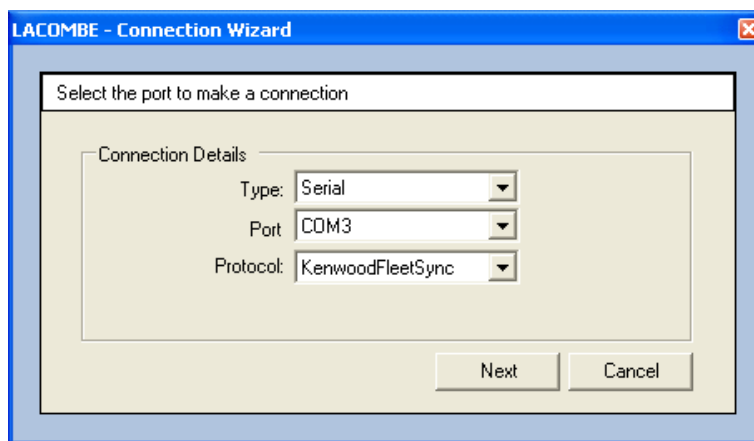 LACOMBE - Connection Wizard
Select the port to make a connection
Connection Details
Type: Serial
Port COM3
Protocol: KenwoodFleetSync
Next Cancel